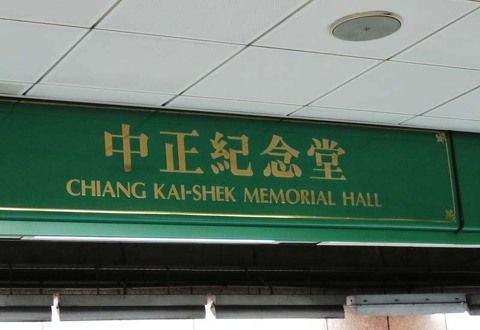 中正紀念堂
CHIANG KAI-SHEK MEMORIAL HALL